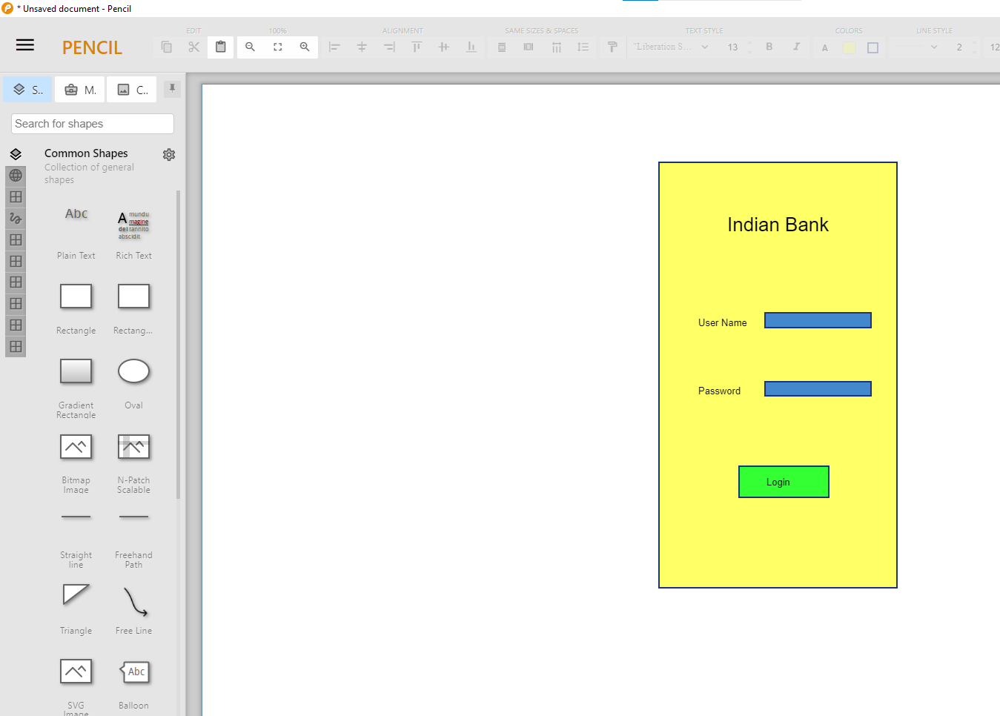 * Unsaved document - Pencil
PENCIL
EDIT
100%
ALIGNMENT
SAME SIZES & SPACES
TEXT STYLE
COLORS
LINE STYLE
"Liberation S...
13
B
I
A
2
12
S..
M.
C..
Search for shapes
Common Shapes
Collection of general
shapes
Abc
A mundu
magine
del tannito
abscidit
Plain Text
Rich Text
Rectangle
Rectang...
Gradient
Rectangle
Oval
Bitmap
Image
N-Patch
Scalable
Straight
line
Freehand
Path
Triangle
Free Line
Abc
SVG
Image
Balloon
Indian Bank
User Name
Password
Login